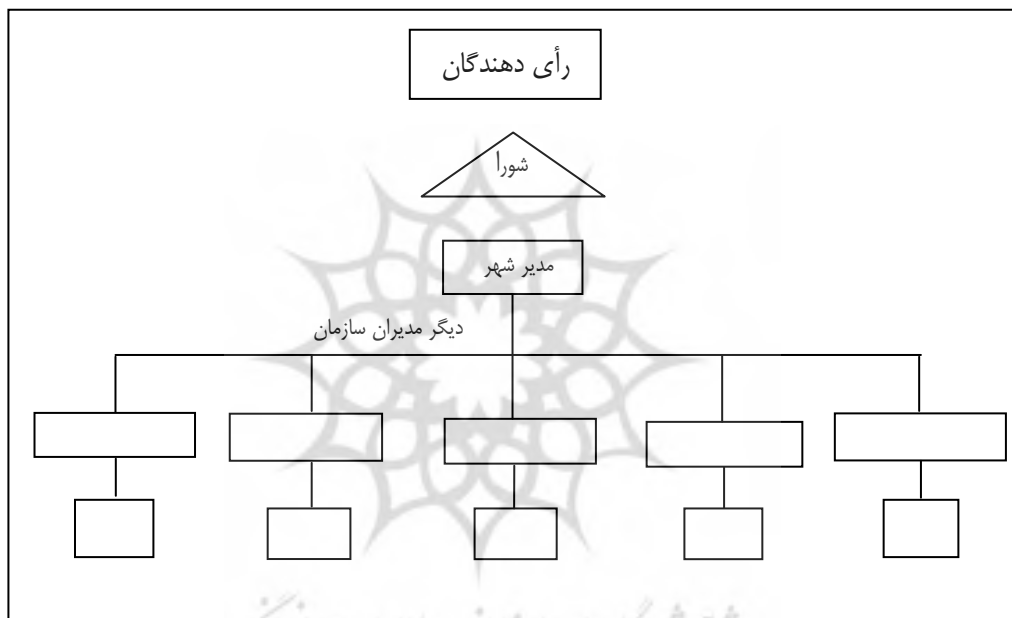 رأی دهندگان
شورا
مدیر شهر
دیگر مدیران سازمان